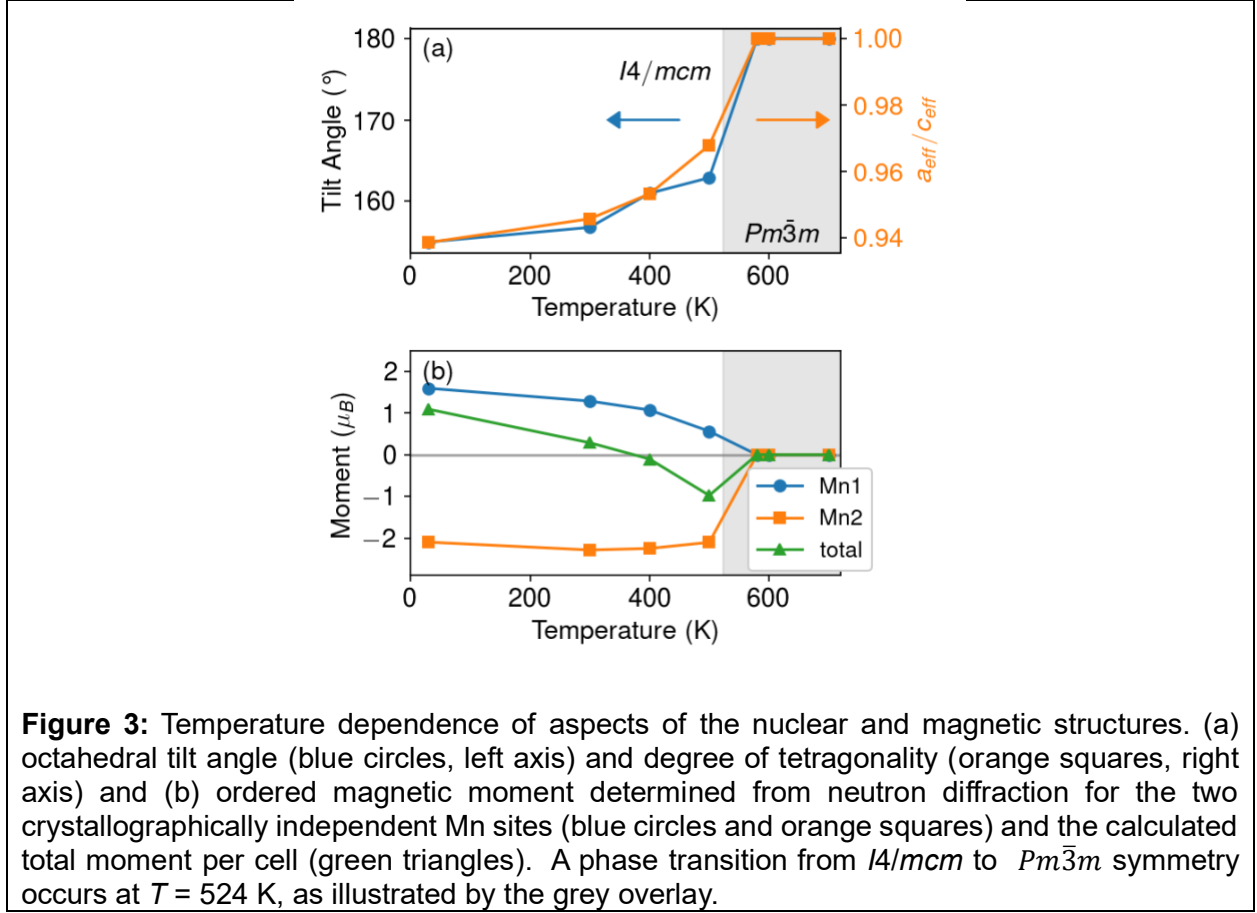 (a)
I4/mcm
Pm3̄m
180
170
160
Tilt Angle (°)
1.00
0.98
0.96
0.94
a_eff/c_eff
0 200 400 600
Temperature (K)
(b)
2
1
0
−1
−2
Moment (μ_B)
Mn1
Mn2
total
0 200 400 600
Temperature (K)
Figure 3: Temperature dependence of aspects of the nuclear and magnetic structures. (a)
octahedral tilt angle (blue circles, left axis) and degree of tetragonality (orange squares, right
axis) and (b) ordered magnetic moment determined from neutron diffraction for the two
crystallographically independent Mn sites (blue circles and orange squares) and the calculated
total moment per cell (green triangles). A phase transition from I4/mcm to Pm3̄m symmetry
occurs at T = 524 K, as illustrated by the grey overlay.